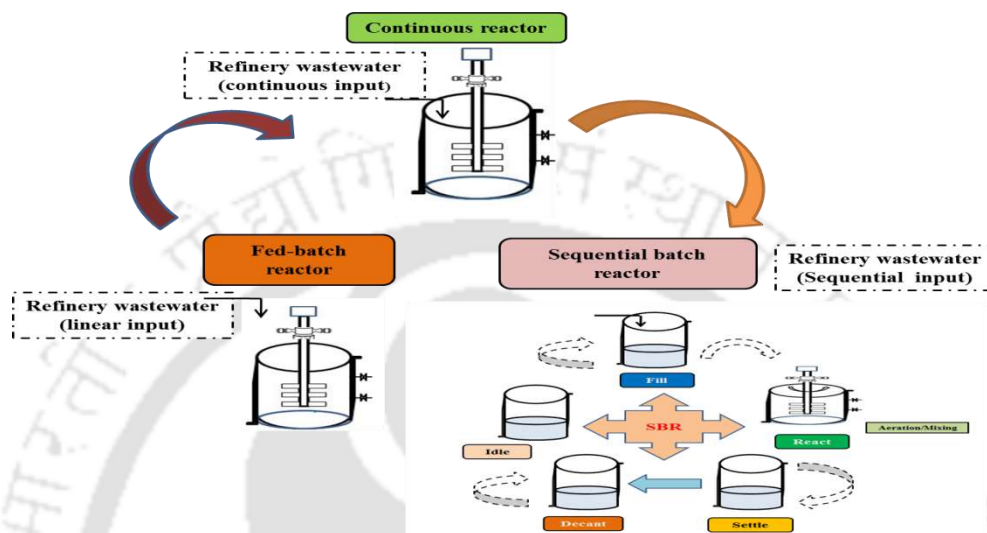 Continuous reactor
Refinery wastewater
(continuous input)
Fed-batch
reactor
Sequential batch
reactor
Refinery wastewater
(Sequential input)
Refinery wastewater
(linear input)
Fill
SBR
Idle
React
Aeration/Mixing
Decant
Settle